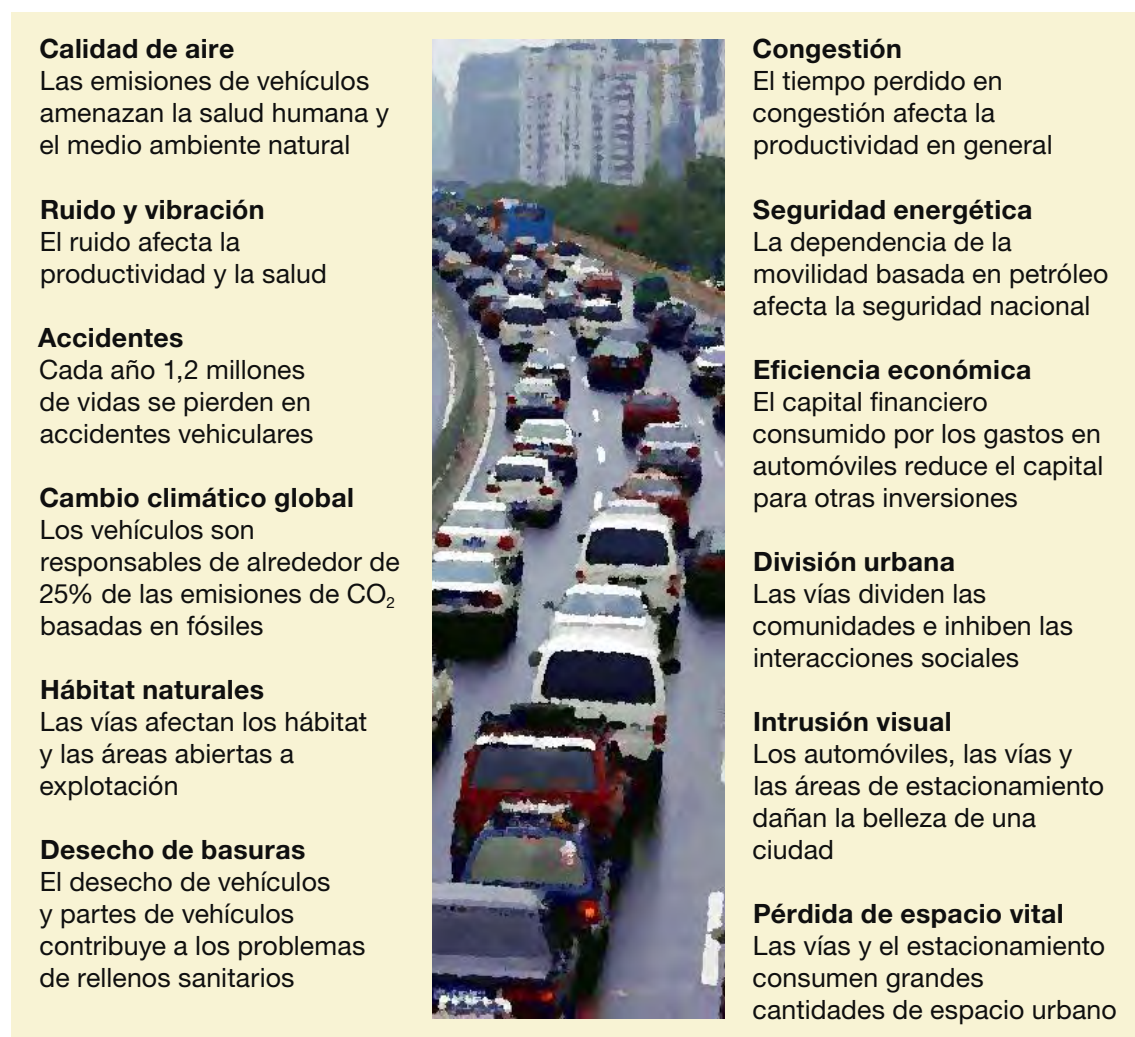 Calidad de aire
Las emisiones de vehículos
amenazan la salud humana y
el medio ambiente natural
Ruido y vibración
El ruido afecta la
productividad y la salud
Accidentes
Cada año 1,2 millones
de vidas se pierden en
accidentes vehiculares
Cambio climático global
Los vehículos son
responsables de alrededor de
25% de las emisiones de CO₂
basadas en fósiles
Hábitat naturales
Las vías afectan los hábitat
y las áreas abiertas a
explotación
Desecho de basuras
El desecho de vehículos
y partes de vehículos
contribuye a los problemas
de rellenos sanitarios
Congestión
El tiempo perdido en
congestión afecta la
productividad en general
Seguridad energética
La dependencia de la
movilidad basada en petróleo
afecta la seguridad nacional
Eficiencia económica
El capital financiero
consumido por los gastos en
automóviles reduce el capital
para otras inversiones
División urbana
Las vías dividen las
comunidades e inhiben las
interacciones sociales
Intrusión visual
Los automóviles, las vías y
las áreas de estacionamiento
dañan la belleza de una
ciudad
Pérdida de espacio vital
Las vías y el estacionamiento
consumen grandes
cantidades de espacio urbano